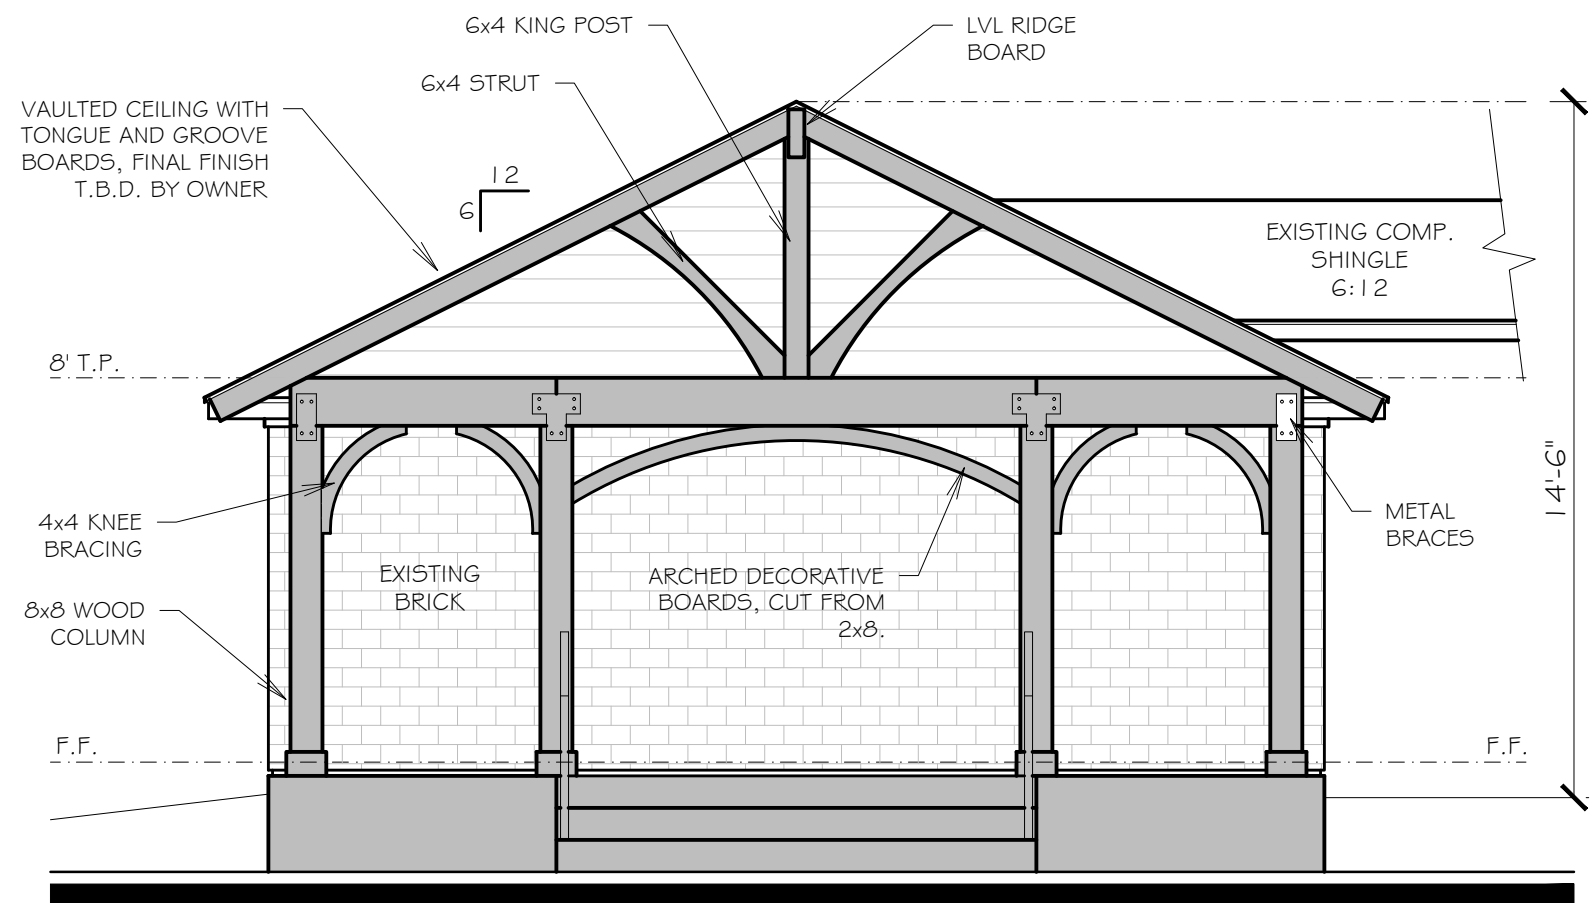 6x4 KING POST
LVL RIDGE
BOARD
6x4 STRUT
VAULTED CEILING WITH
TONGUE AND GROOVE
BOARDS, FINAL FINISH
T.B.D. BY OWNER
12
6
EXISTING COMP.
SHINGLE
6:12
8' T.P.
14'-6"
4x4 KNEE
BRACING
METAL
BRACES
EXISTING
BRICK
ARCHED DECORATIVE
BOARDS, CUT FROM
2x8.
8x8 WOOD
COLUMN
F.F.
F.F.